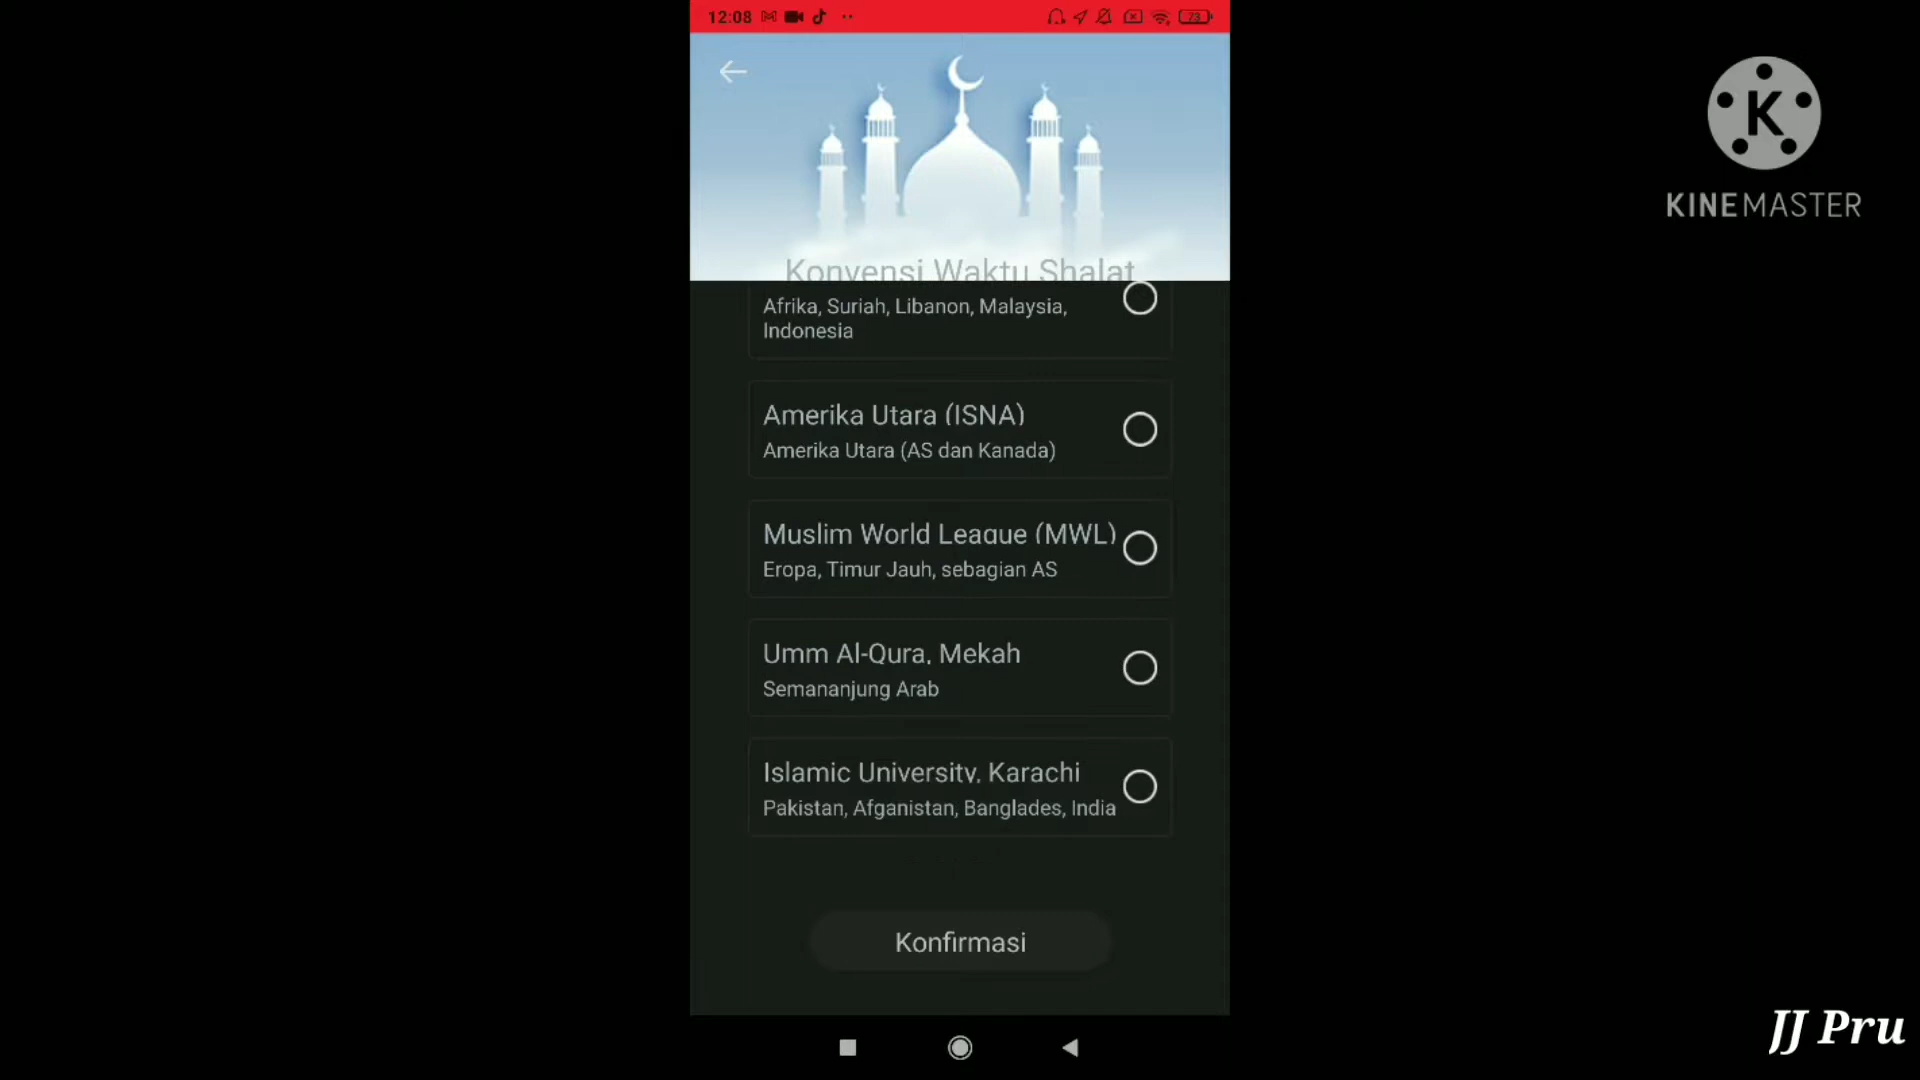 12:08
73
K
KINEMASTER
Konvensi Waktu Shalat
Afrika, Suriah, Libanon, Malaysia,
Indonesia
Amerika Utara (ISNA)
Amerika Utara (AS dan Kanada)
Muslim World League (MWL)
Eropa, Timur Jauh, sebagian AS
Umm Al-Qura, Mekah
Semananjung Arab
Islamic University, Karachi
Pakistan, Afganistan, Banglades, India
Konfirmasi
JJ Pru